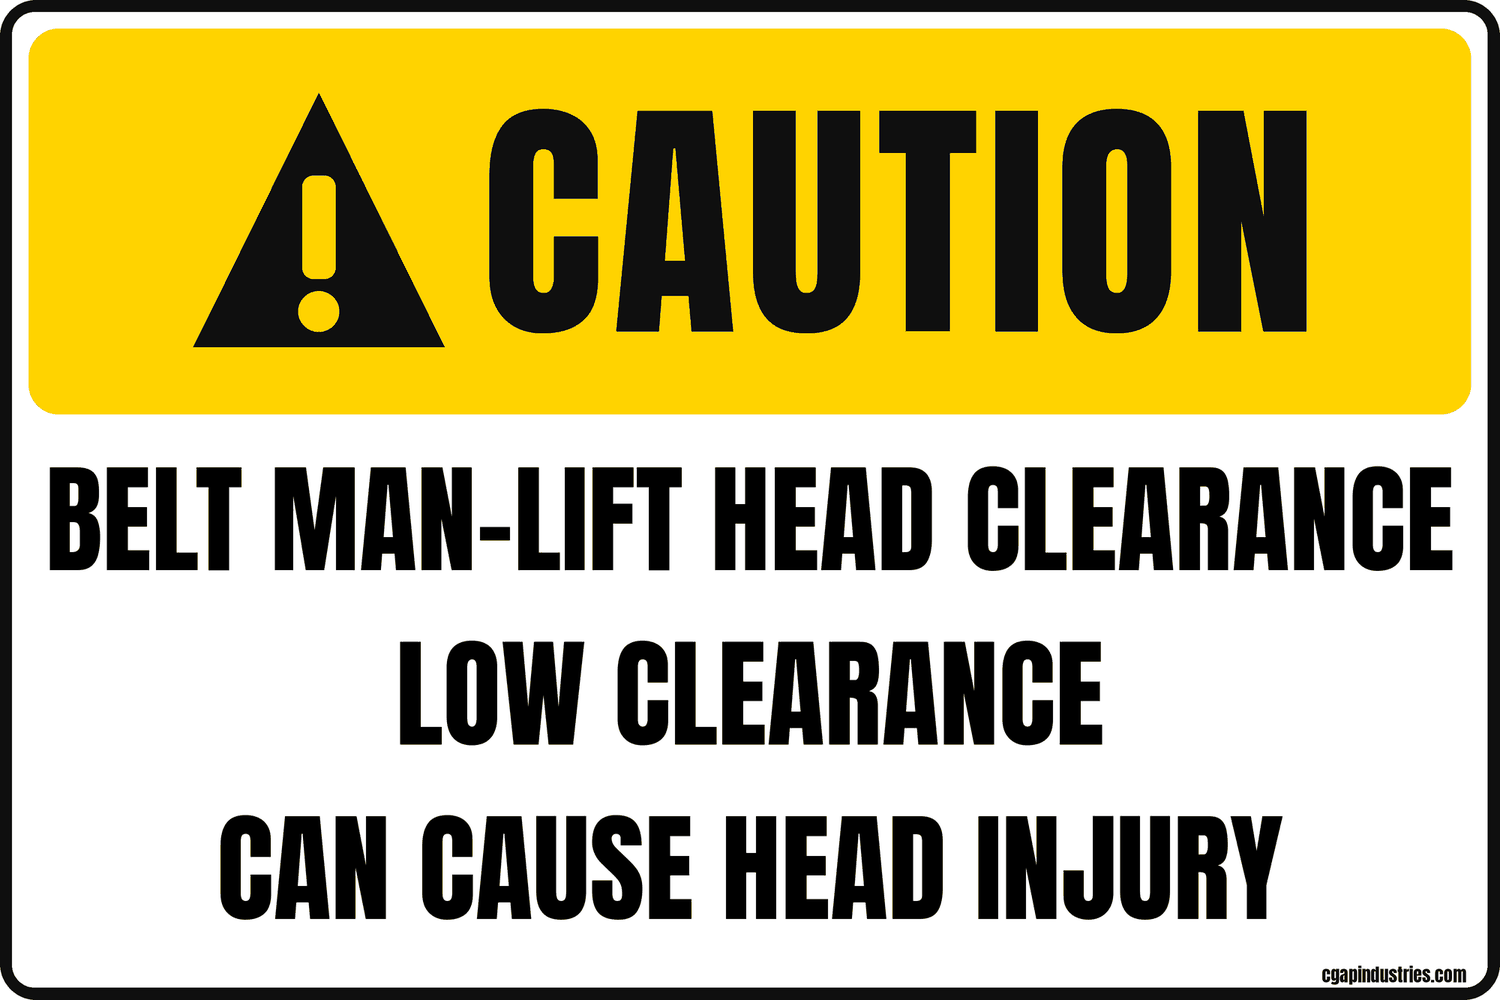 CAUTION
BELT MAN-LIFT HEAD CLEARANCE
LOW CLEARANCE
CAN CAUSE HEAD INJURY
cgapindustries.com